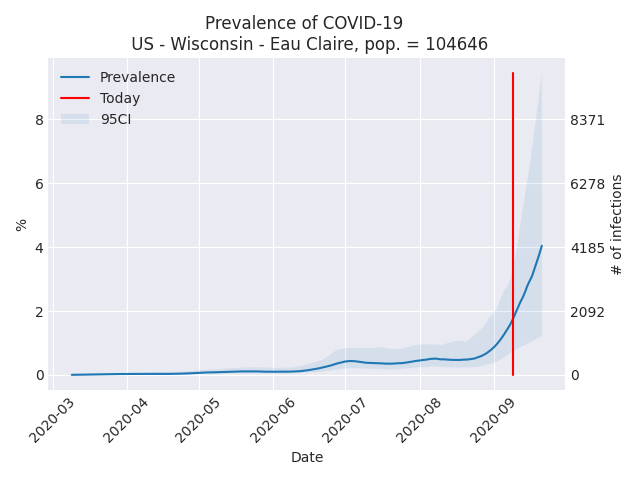 Prevalence of COVID-19
US - Wisconsin - Eau Claire, pop. = 104646
Prevalence
Today
95CI
8
6
4
2
0
%
8371
6278
4185
2092
0
# of infections
2020-03
2020-04
2020-05
2020-06
2020-07
2020-08
2020-09
Date